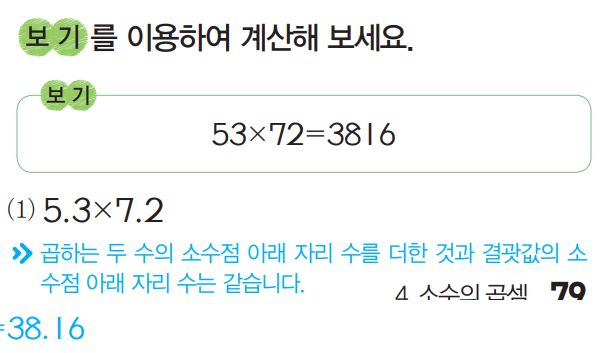 보기를 이용하여 계산해 보세요.
보기
53×72=3816
(1) 5.3×7.2
» 곱하는 두 수의 소수점 아래 자리 수를 더한 것과 결괏값의 소
수점 아래 자리 수는 같습니다.
4. 소수의 곱셈 79
=38.16